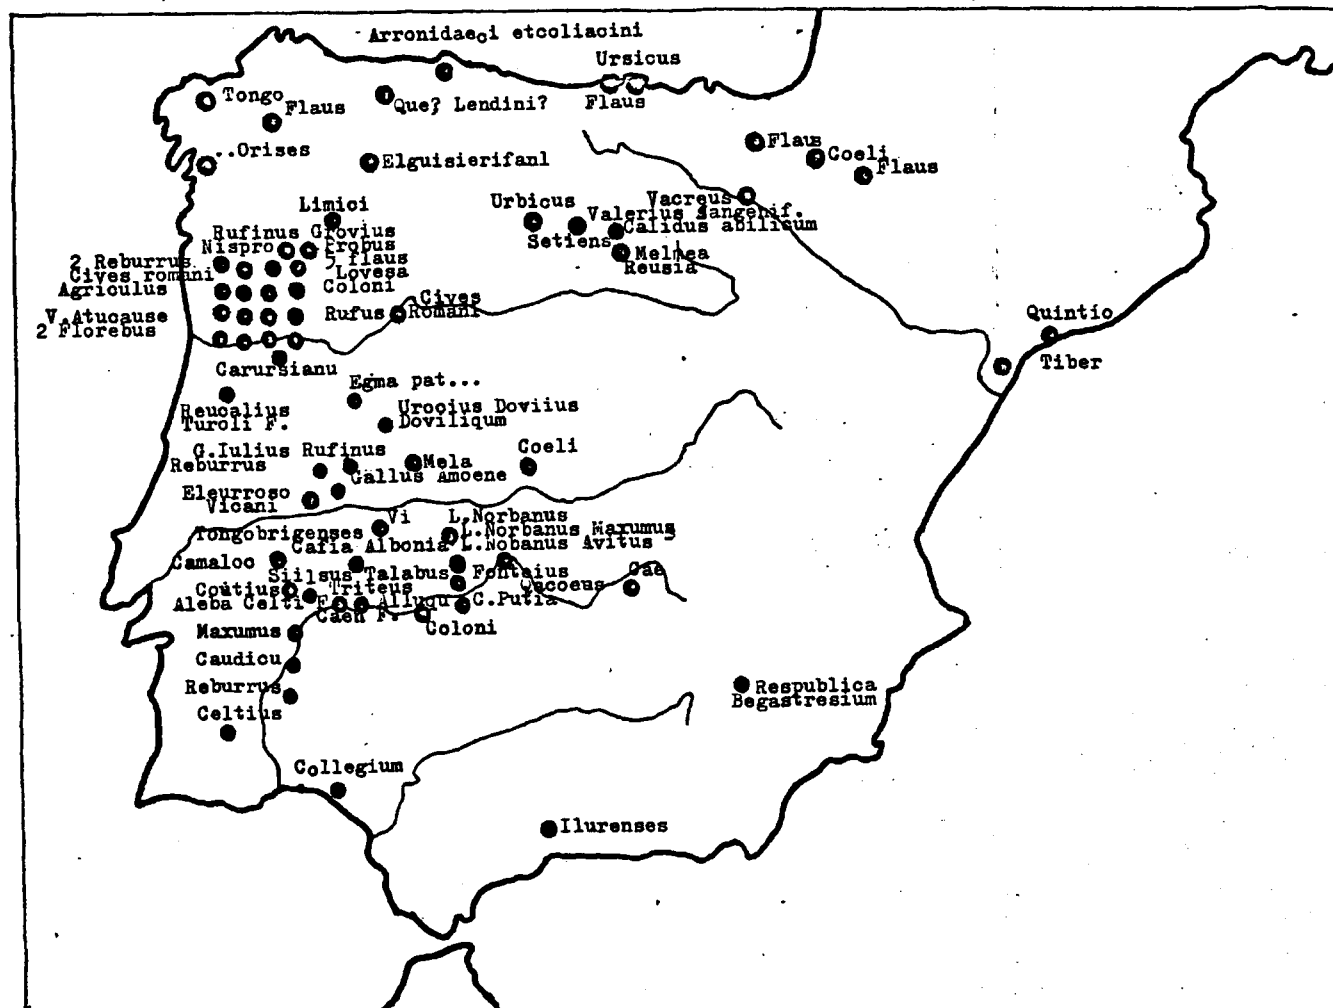 Arronidaeci etcoliacini
Ursicus
Tongo
Flaus
Que? Lendini?
Flaus
..Orises
Elguisierifanl
Flaus
Coeli
Flaus
Limici
Urbicus
Vacreus
Valerius Sangenif.
Calidus abilicum
Setiens
Melmea
Reusia
Rufinus Grovius
Nispro
Probus
2 Reburrus
5 flaus
Cives romani
Lovesa
Agriculus
Coloni
V.Atucause
Rufus
Cives
Romani
2 Florebus
Quintio
Tiber
Carursianu
Egma pat...
Reucalius
Turoli F.
Urocius Doviius
Doviliqum
G.Iulius Rufinus
Reburrus
Mela
Coeli
Gallus Amoene
Eleurroso
Vicani
Vi
L.Norbanus
Tongobrigenses
L.Norbanus Maxumus
Cafia Albonia
L.Nobanus Avitus
Camaloc
Siilsus Talabus
Fonteius
Cae
Coutius
Triteus
Qacoeus
Aleba Celti F.
Alluqu
C.Putia
Caen F.
Coloni
Maxumus
Caudicu
Reburrus
Celtius
Respublica
Begastresium
Collegium
Ilurenses